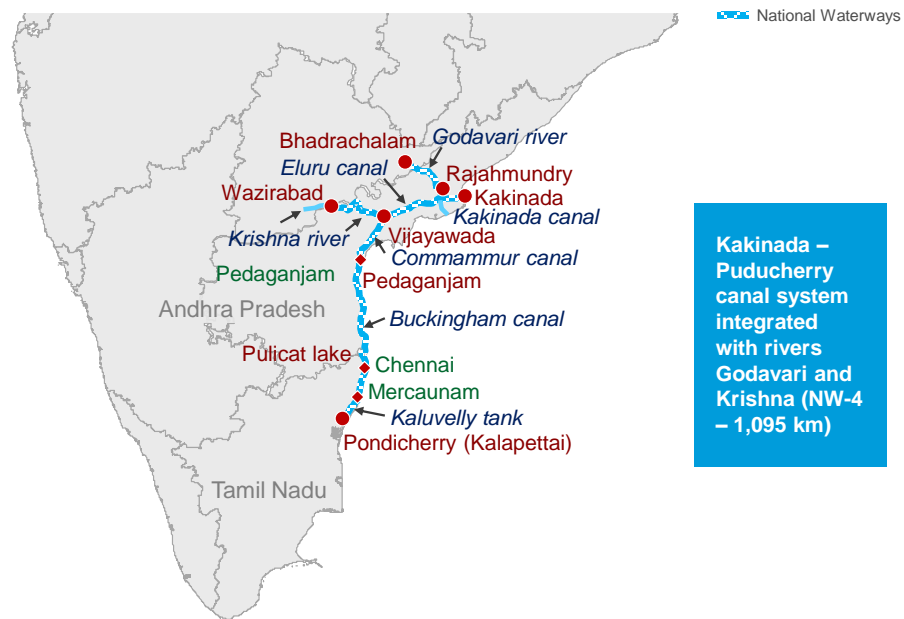 National Waterways
Godavari river
Bhadrachalam
Eluru canal
Rajahmundry
Wazirabad
Kakinada
Kakinada canal
Krishna river
Vijayawada
Commammur canal
Pedaganjam
Pedaganjam
Andhra Pradesh
Buckingham canal
Pulicat lake
Chennai
Mercaunam
Kaluvelly tank
Pondicherry (Kalapettai)
Tamil Nadu
Kakinada –
Puducherry
canal system
integrated
with rivers
Godavari and
Krishna (NW-4
– 1,095 km)